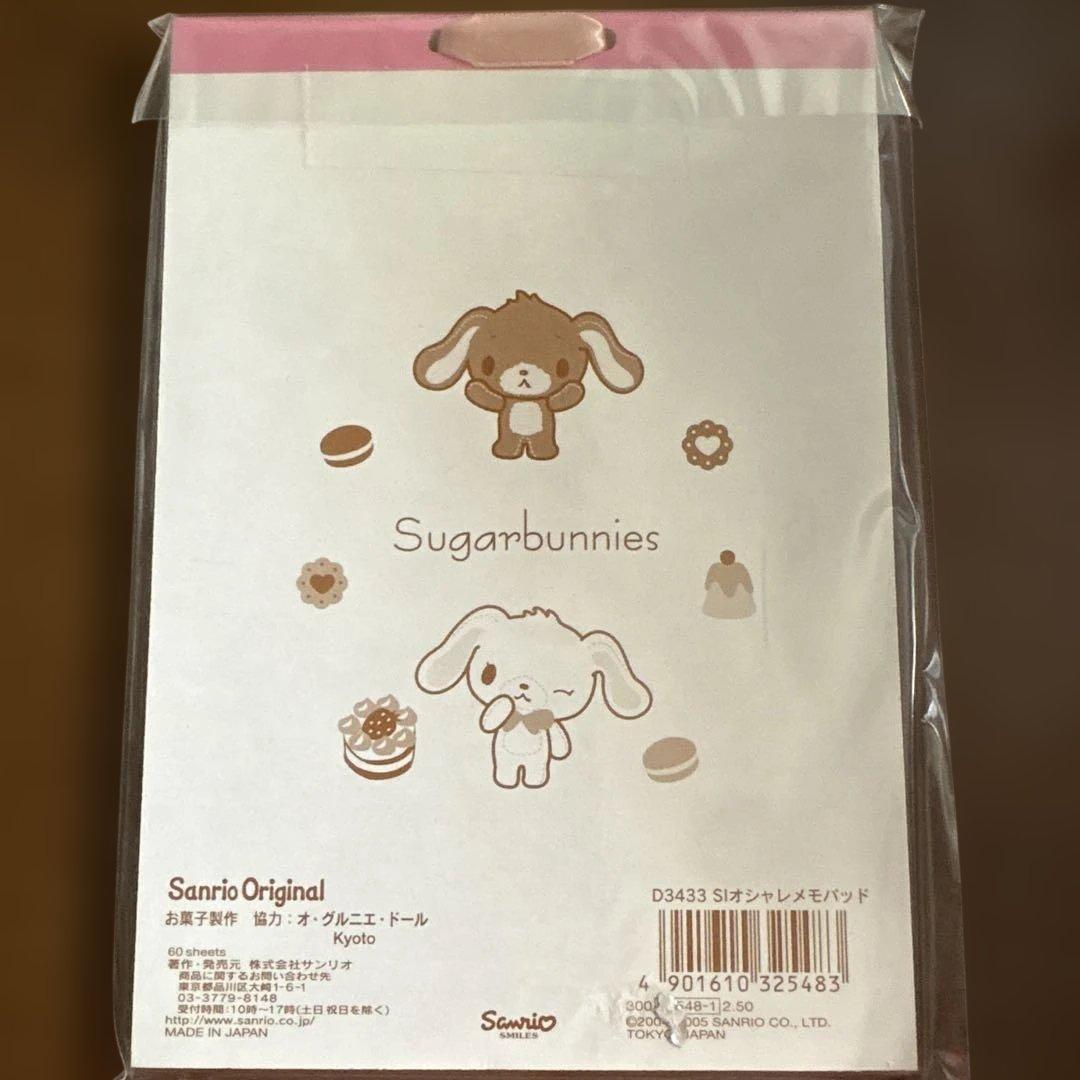 Sugarbunnies
Sanrio Original
お菓子製作 協力：オ・グルニエ・ドール
Kyoto
60 sheets
著作・発売元 株式会社サンリオ
商品に関するお問い合わせ先
東京都品川区大崎1-6-1
03-3779-8148
受付時間：10時〜17時(土日祝日を除く)
http://www.sanrio.co.jp/
MADE IN JAPAN
Sanrio
SMILES
D3433 SIオシャレメモパッド
4 901610 325483
300 548-1 2.50
005 SANRIO CO., LTD.
TOKYO JAPAN